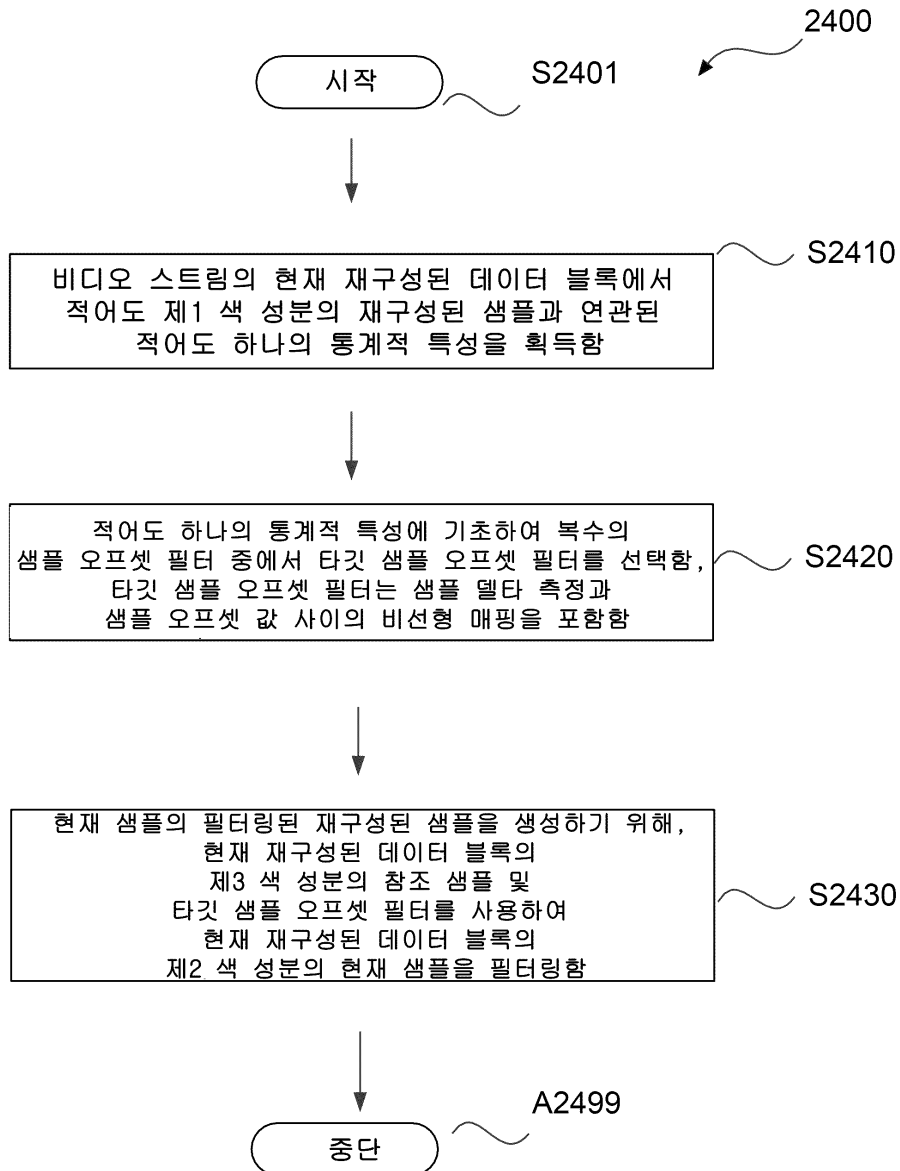 2400
시작
S2401
S2410
비디오 스트림의 현재 재구성된 데이터 블록에서
적어도 제1 색 성분의 재구성된 샘플과 연관된
적어도 하나의 통계적 특성을 획득함
적어도 하나의 통계적 특성에 기초하여 복수의
샘플 오프셋 필터 중에서 타깃 샘플 오프셋 필터를 선택함,
타깃 샘플 오프셋 필터는 샘플 델타 측정과
샘플 오프셋 값 사이의 비선형 매핑을 포함함
S2420
현재 샘플의 필터링된 재구성된 샘플을 생성하기 위해,
현재 재구성된 데이터 블록의
제3 색 성분의 참조 샘플 및
타깃 샘플 오프셋 필터를 사용하여
현재 재구성된 데이터 블록의
제2 색 성분의 현재 샘플을 필터링함
S2430
A2499
중단